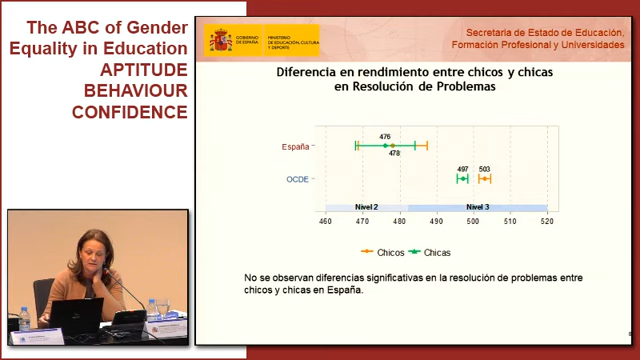 The ABC of Gender
Equality in Education
APTITUDE
BEHAVIOUR
CONFIDENCE
GOBIERNO
DE ESPAÑA
MINISTERIO
DE EDUCACIÓN, CULTURA
Y DEPORTE
Secretaria de Estado de Educación,
Formación Profesional y Universidades
Diferencia en rendimiento entre chicos y chicas
en Resolución de Problemas
España
476
478
OCDE
497
503
Nivel 2
Nivel 3
460 470 480 490 500 510 520
Chicos Chicas
No se observan diferencias significativas en la resolución de problemas entre
chicos y chicas en España.
8